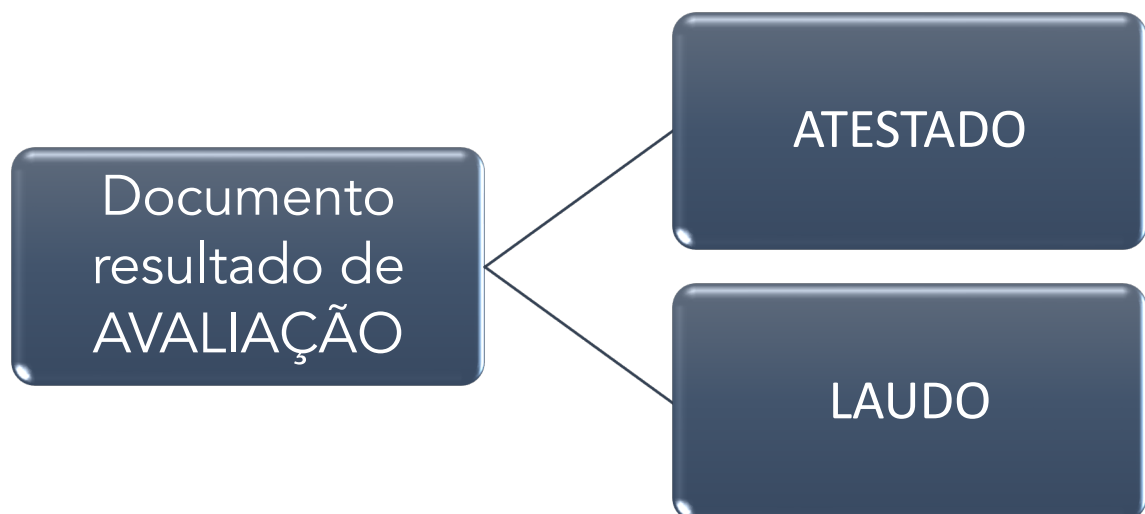 Documento
resultado de
AVALIAÇÃO
ATESTADO
LAUDO